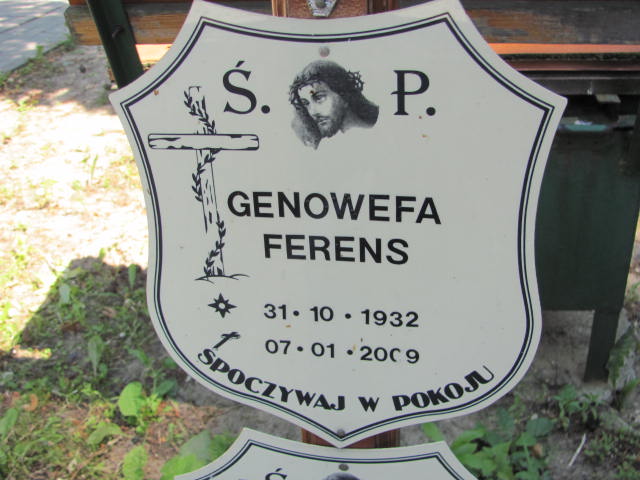 Ś. P.
GENOWEFA
FERENS
31 · 10 · 1932
07 · 01 · 2009
SPOCZYWAJ W POKOJU
Ś